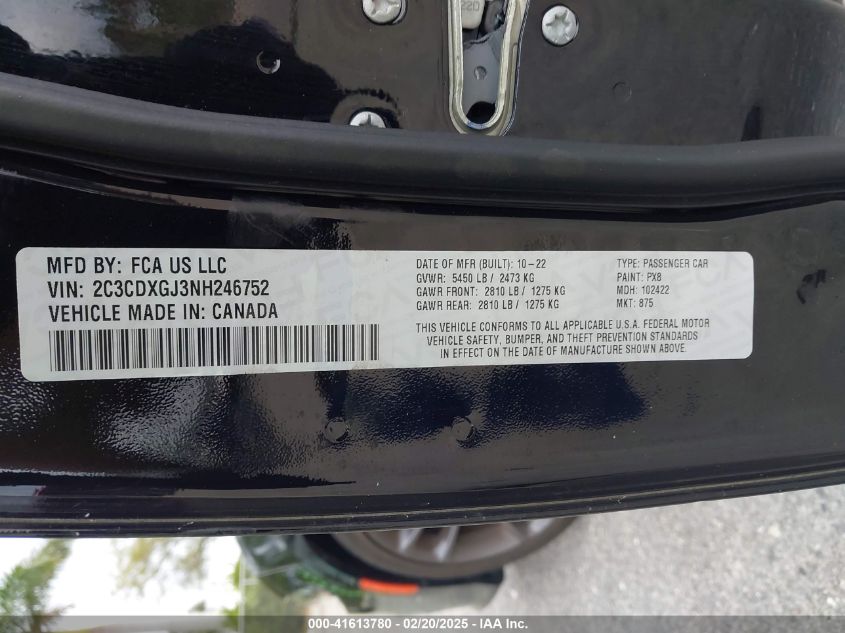 220
MFD BY: FCA US LLC
VIN: 2C3CDXGJ3NH246752
VEHICLE MADE IN: CANADA
DATE OF MFR (BUILT): 10-22
GVWR: 5450 LB / 2473 KG
GAWR FRONT: 2810 LB / 1275 KG
GAWR REAR: 2810 LB / 1275 KG
TYPE: PASSENGER CAR
PAINT: PX8
MDH: 102422
MKT: 875
THIS VEHICLE CONFORMS TO ALL APPLICABLE U.S.A. FEDERAL MOTOR
VEHICLE SAFETY, BUMPER, AND THEFT PREVENTION STANDARDS
IN EFFECT ON THE DATE OF MANUFACTURE SHOWN ABOVE.
000-41613780 - 02/20/2025 - IAA Inc.